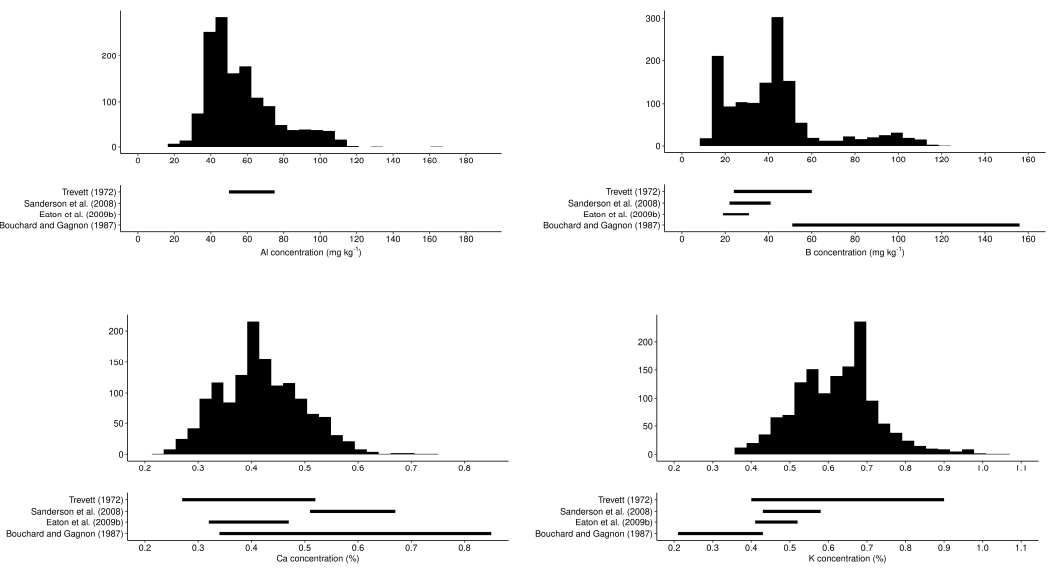 200
100
0
0 20 40 60 80 100 120 140 160 180
Trevett (1972)
Sanderson et al. (2008)
Eaton et al. (2009b)
Bouchard and Gagnon (1987)
0 20 40 60 80 100 120 140 160 180
Al concentration (mg kg⁻¹)
300
200
100
0
0 20 40 60 80 100 120 140 160
Trevett (1972)
Sanderson et al. (2008)
Eaton et al. (2009b)
Bouchard and Gagnon (1987)
0 20 40 60 80 100 120 140 160
B concentration (mg kg⁻¹)
200
150
100
50
0
0.2 0.3 0.4 0.5 0.6 0.7 0.8
Trevett (1972)
Sanderson et al. (2008)
Eaton et al. (2009b)
Bouchard and Gagnon (1987)
0.2 0.3 0.4 0.5 0.6 0.7 0.8
Ca concentration (%)
200
150
100
50
0
0.2 0.3 0.4 0.5 0.6 0.7 0.8 0.9 1.0 1.1
Trevett (1972)
Sanderson et al. (2008)
Eaton et al. (2009b)
Bouchard and Gagnon (1987)
0.2 0.3 0.4 0.5 0.6 0.7 0.8 0.9 1.0 1.1
K concentration (%)